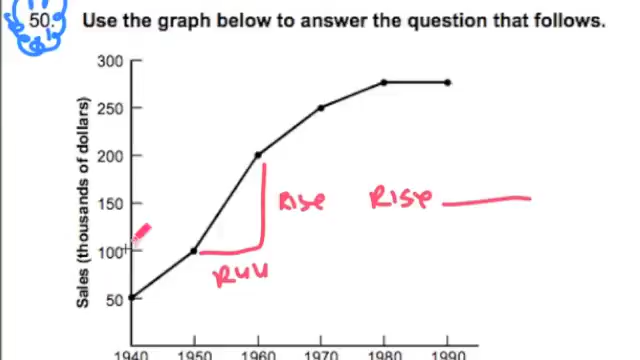 50. Use the graph below to answer the question that follows.
300
250
200
150
100
50
Sales (thousands of dollars)
Rise
Rise
Run
1940 1950 1960 1970 1980 1990